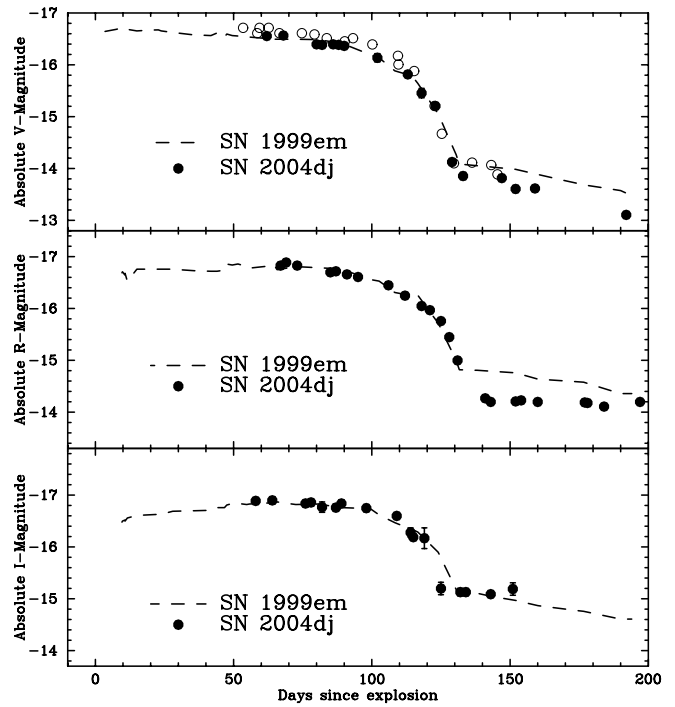 Absolute V-Magnitude
-17
-16
-15
-14
-13
SN 1999em
SN 2004dj
Absolute R-Magnitude
-17
-16
-15
-14
SN 1999em
SN 2004dj
Absolute I-Magnitude
-17
-16
-15
-14
SN 1999em
SN 2004dj
0 50 100 150 200
Days since explosion